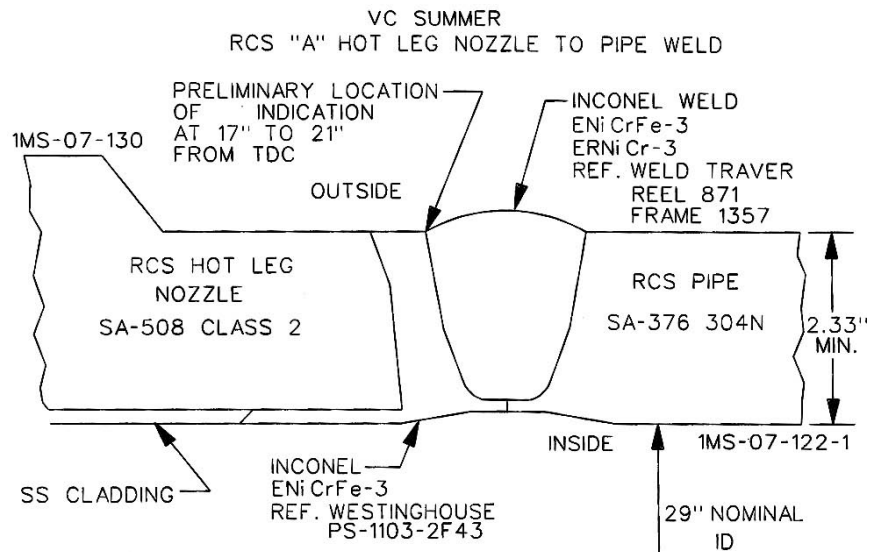 VC SUMMER
RCS "A" HOT LEG NOZZLE TO PIPE WELD
PRELIMINARY LOCATION
OF INDICATION
AT 17" TO 21"
FROM TDC
INCONEL WELD
ENiCrFe-3
ERNiCr-3
REF. WELD TRAVER
REEL 871
FRAME 1357
1MS-07-130
OUTSIDE
RCS HOT LEG
NOZZLE
SA-508 CLASS 2
RCS PIPE
SA-376 304N
2.33"
MIN.
INSIDE
1MS-07-122-1
SS CLADDING
INCONEL
ENiCrFe-3
REF. WESTINGHOUSE
PS-1103-2F43
29" NOMINAL
ID